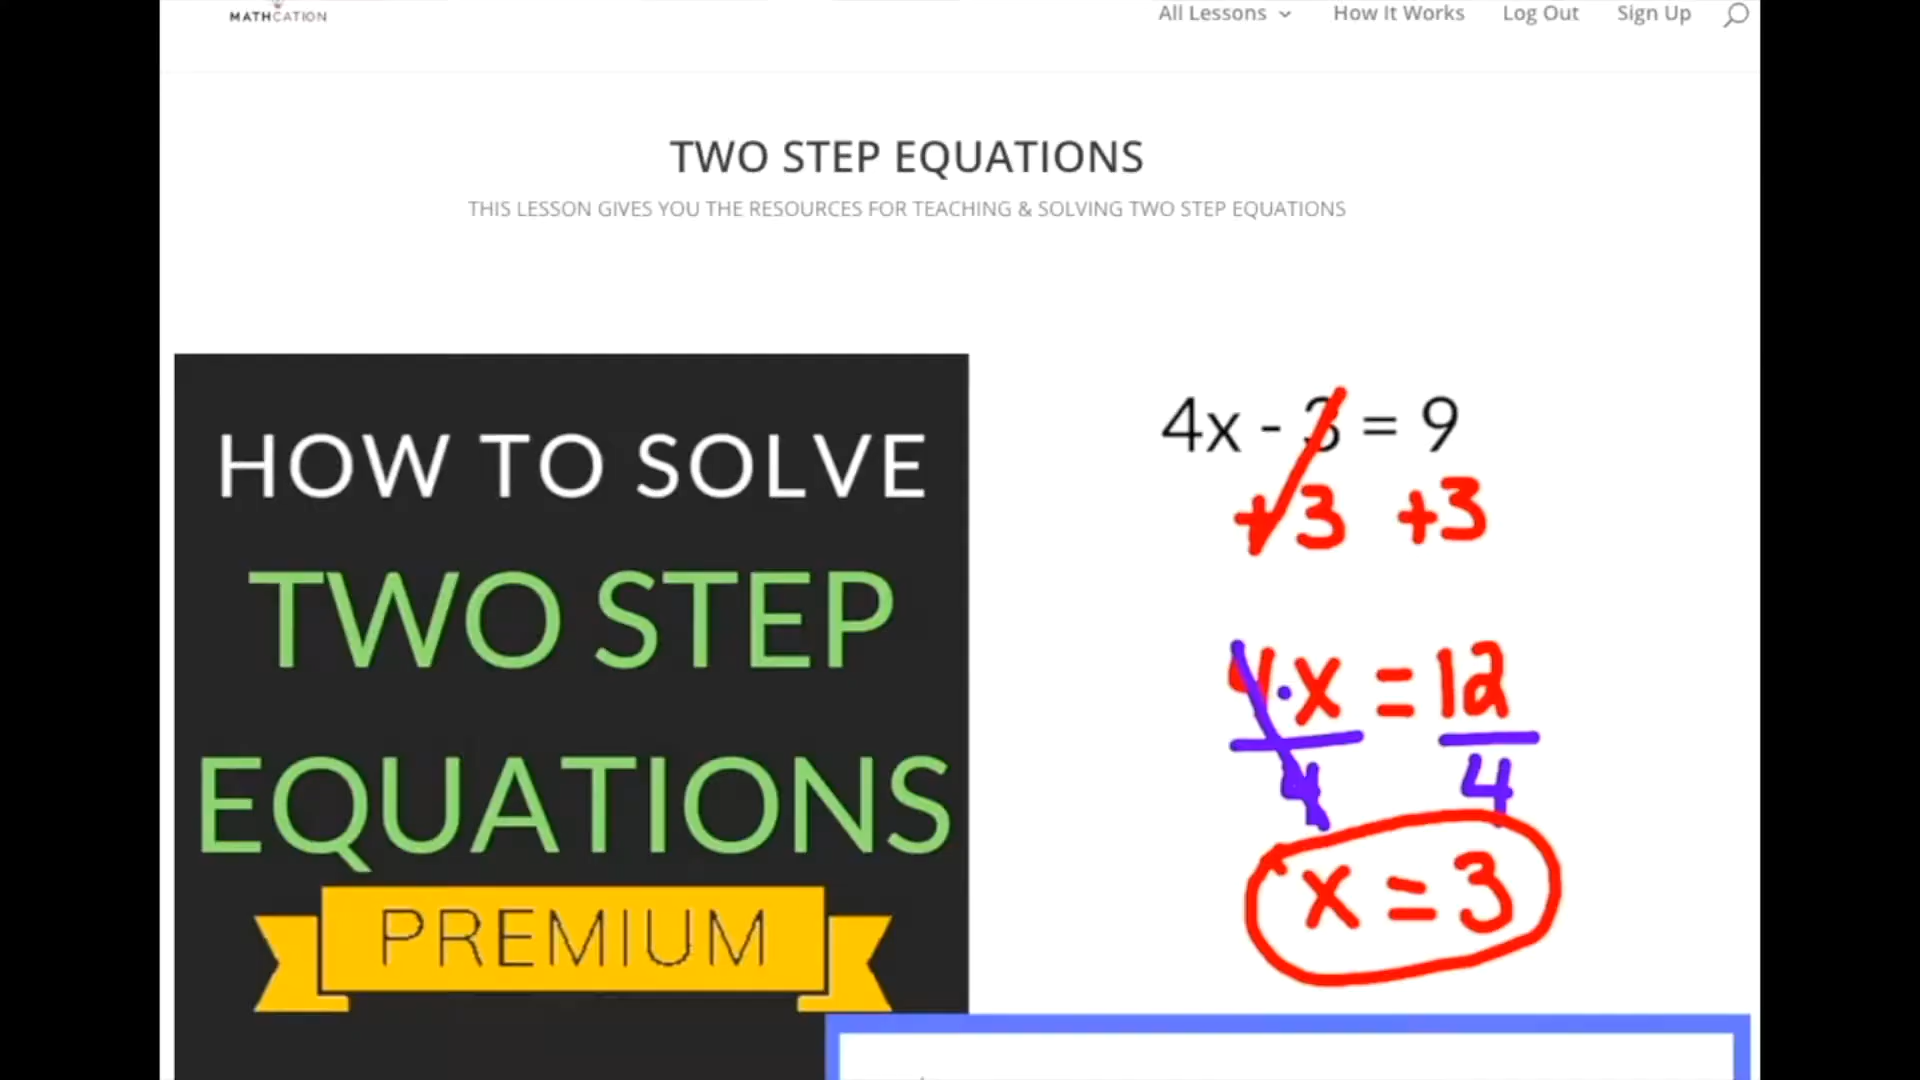 MATHCATION
All Lessons How It Works Log Out Sign Up
TWO STEP EQUATIONS
THIS LESSON GIVES YOU THE RESOURCES FOR TEACHING & SOLVING TWO STEP EQUATIONS
HOW TO SOLVE
TWO STEP
EQUATIONS
PREMIUM
4x - 3 = 9
+3 +3
4·x = 12
4 4
x = 3